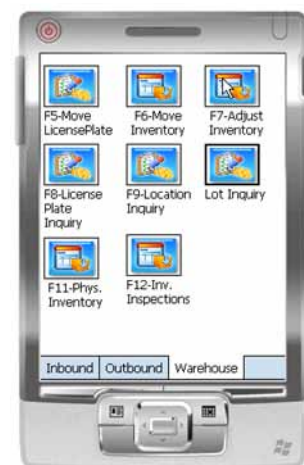 F5-Move LicensePlate
F6-Move Inventory
F7-Adjust Inventory
F8-License Plate Inquiry
F9-Location Inquiry
Lot Inquiry
F11-Phys. Inventory
F12-Inv. Inspections
Inbound Outbound Warehouse